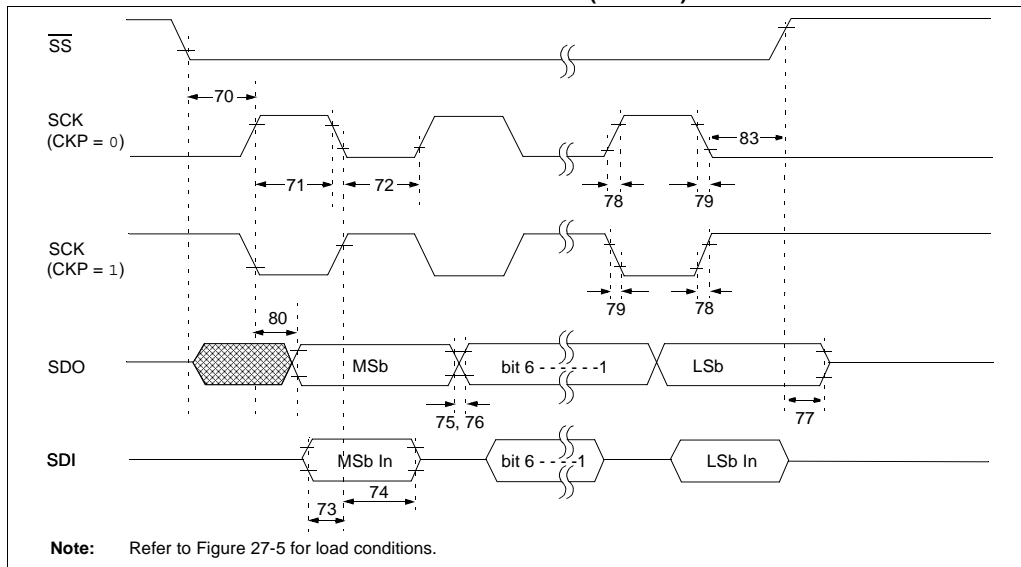 SS
70
SCK
(CKP = 0)
83
71
72
78
79
SCK
(CKP = 1)
79
78
80
SDO
MSb
bit 6 - - - - - -1
LSb
75, 76
77
SDI
MSb In
bit 6 - - - -1
LSb In
74
73
Note: Refer to Figure 27-5 for load conditions.